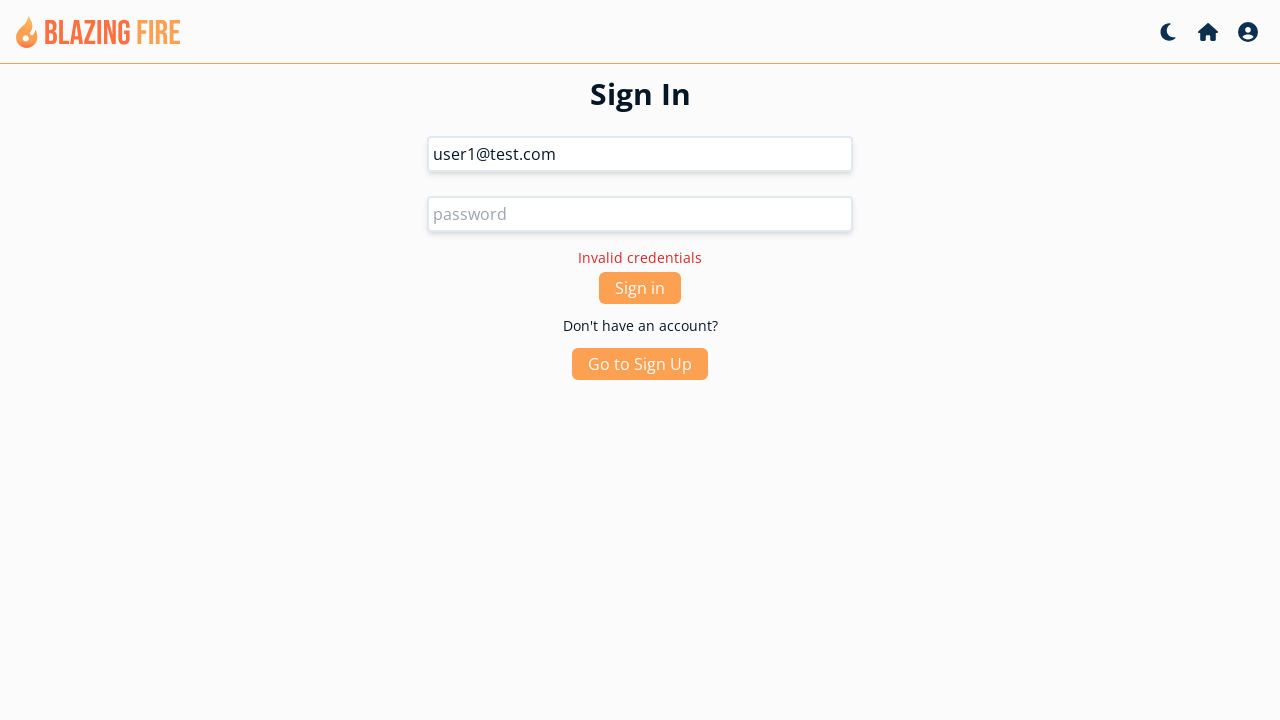 BLAZING FIRE
Sign In
user1@test.com
password
Invalid credentials
Sign in
Don't have an account?
Go to Sign Up